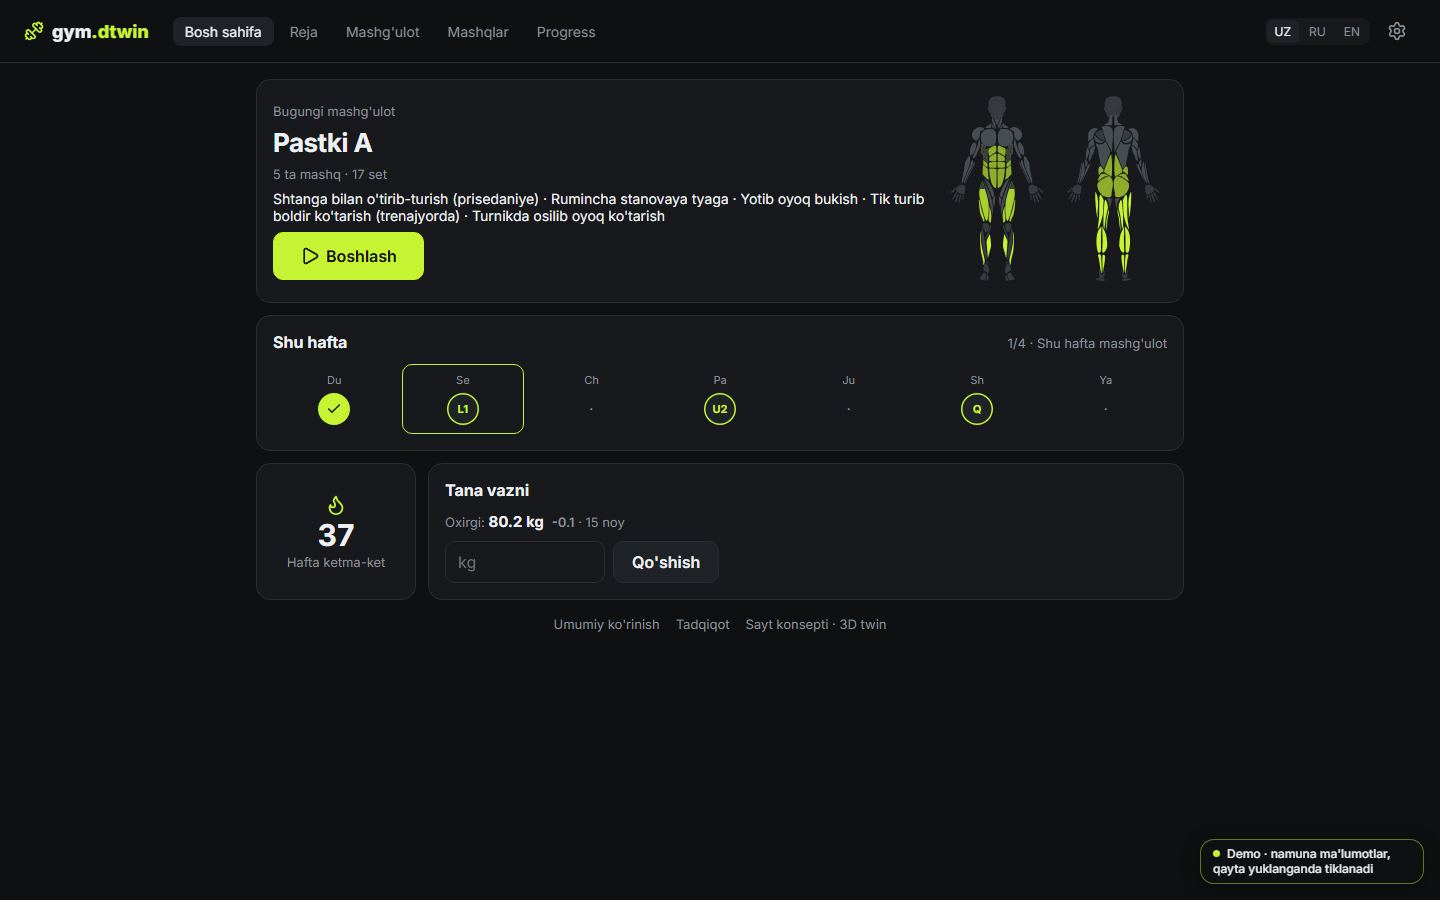 gym.dtwin
Bosh sahifa
Reja
Mashg'ulot
Mashqlar
Progress
UZ
RU
EN
Bugungi mashg'ulot
Pastki A
5 ta mashq · 17 set
Shtanga bilan o'tirib-turish (prisedaniye) · Rumincha stanovaya tyaga · Yotib oyoq bukish · Tik turib
boldir ko'tarish (trenajyorda) · Turnikda osilib oyoq ko'tarish
Boshlash
Shu hafta
1/4 · Shu hafta mashg'ulot
Du
Se
Ch
Pa
Ju
Sh
Ya
L1
·
U2
·
Q
·
37
Hafta ketma-ket
Tana vazni
Oxirgi: 80.2 kg -0.1 · 15 noy
kg
Qo'shish
Umumiy ko'rinish
Tadqiqot
Sayt konsepti · 3D twin
Demo · namuna ma'lumotlar,
qayta yuklanganda tiklanadi